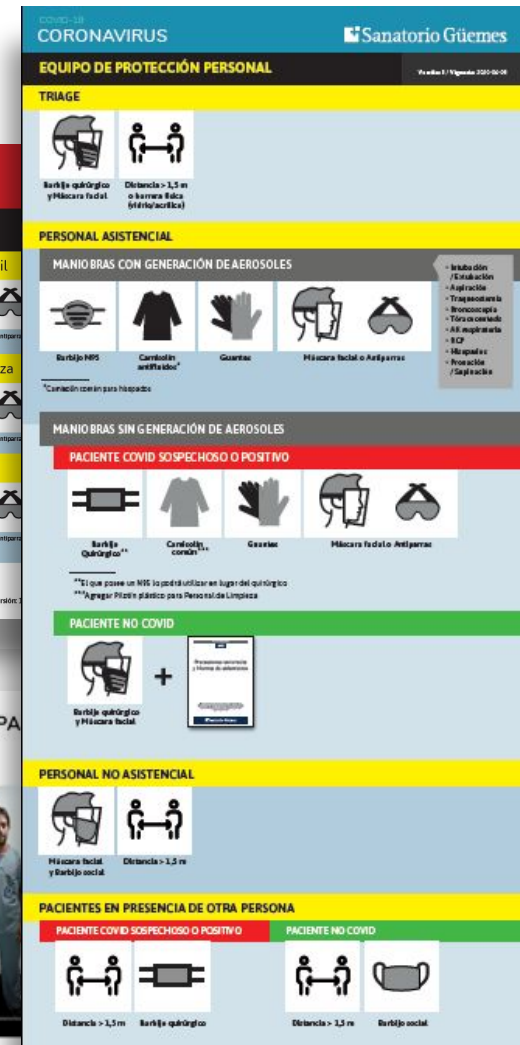 COVID-19
CORONAVIRUS
Sanatorio Güemes
EQUIPO DE PROTECCIÓN PERSONAL
TRIAGE
Barbijo quirúrgico
y Máscara facial
Distancia > 1,5 m
o barrera física
(vidrio/acrílico)
PERSONAL ASISTENCIAL
MANIOBRAS CON GENERACIÓN DE AEROSOLES
• Intubación
/Extubación
• Aspiración
• Traqueostomía
• Broncoscopía
• RCP
• Hisopados
• Pronación
/Supinación
Barbijo N95
Camisolín
antifluidos*
Guantes
Máscara facial o Antiparras
*Camisolín común para hisopados
MANIOBRAS SIN GENERACIÓN DE AEROSOLES
PACIENTE COVID SOSPECHOSO O POSITIVO
Barbijo
Quirúrgico**
Camisolín
común***
Guantes
Máscara facial o Antiparras
**El que posee un N95 lo podrá utilizar en lugar del quirúrgico
***Agregar Pilotín plástico para Personal de Limpieza
PACIENTE NO COVID
+
Barbijo quirúrgico
y Máscara facial
PERSONAL NO ASISTENCIAL
Máscara facial
y Barbijo social
Distancia > 1,5 m
PACIENTES EN PRESENCIA DE OTRA PERSONA
PACIENTE COVID SOSPECHOSO O POSITIVO
PACIENTE NO COVID
Distancia > 1,5 m
Barbijo quirúrgico
Distancia > 1,5 m
Barbijo social